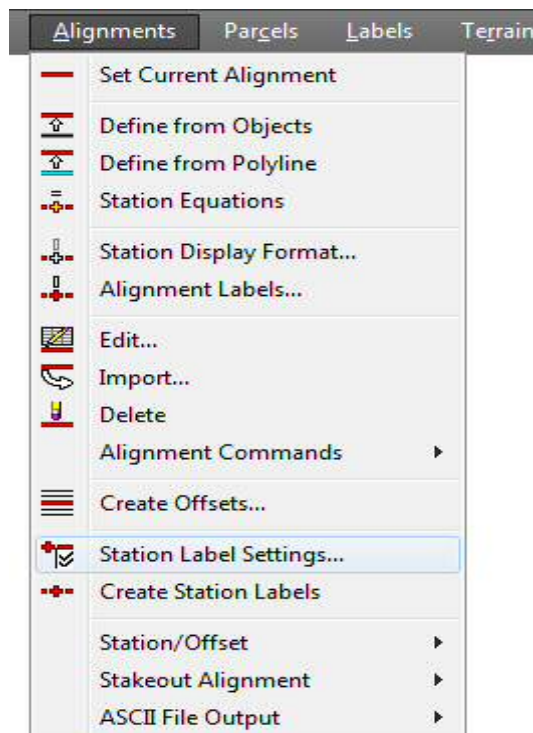 Alignments Parcels Labels Terrain
Set Current Alignment
Define from Objects
Define from Polyline
Station Equations
Station Display Format...
Alignment Labels...
Edit...
Import...
Delete
Alignment Commands
Create Offsets...
Station Label Settings...
Create Station Labels
Station/Offset
Stakeout Alignment
ASCII File Output